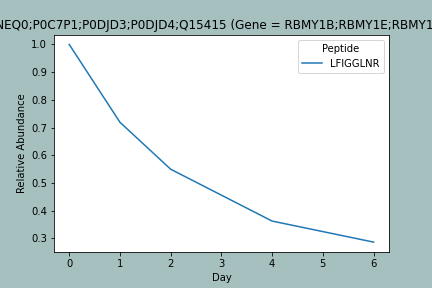 NEQ0;P0C7P1;P0DJD3;P0DJD4;Q15415 (Gene = RBMY1B;RBMY1E;RBMY1
Peptide
LFIGGLNR
Relative Abundance
1.0
0.9
0.8
0.7
0.6
0.5
0.4
0.3
0 1 2 3 4 5 6
Day